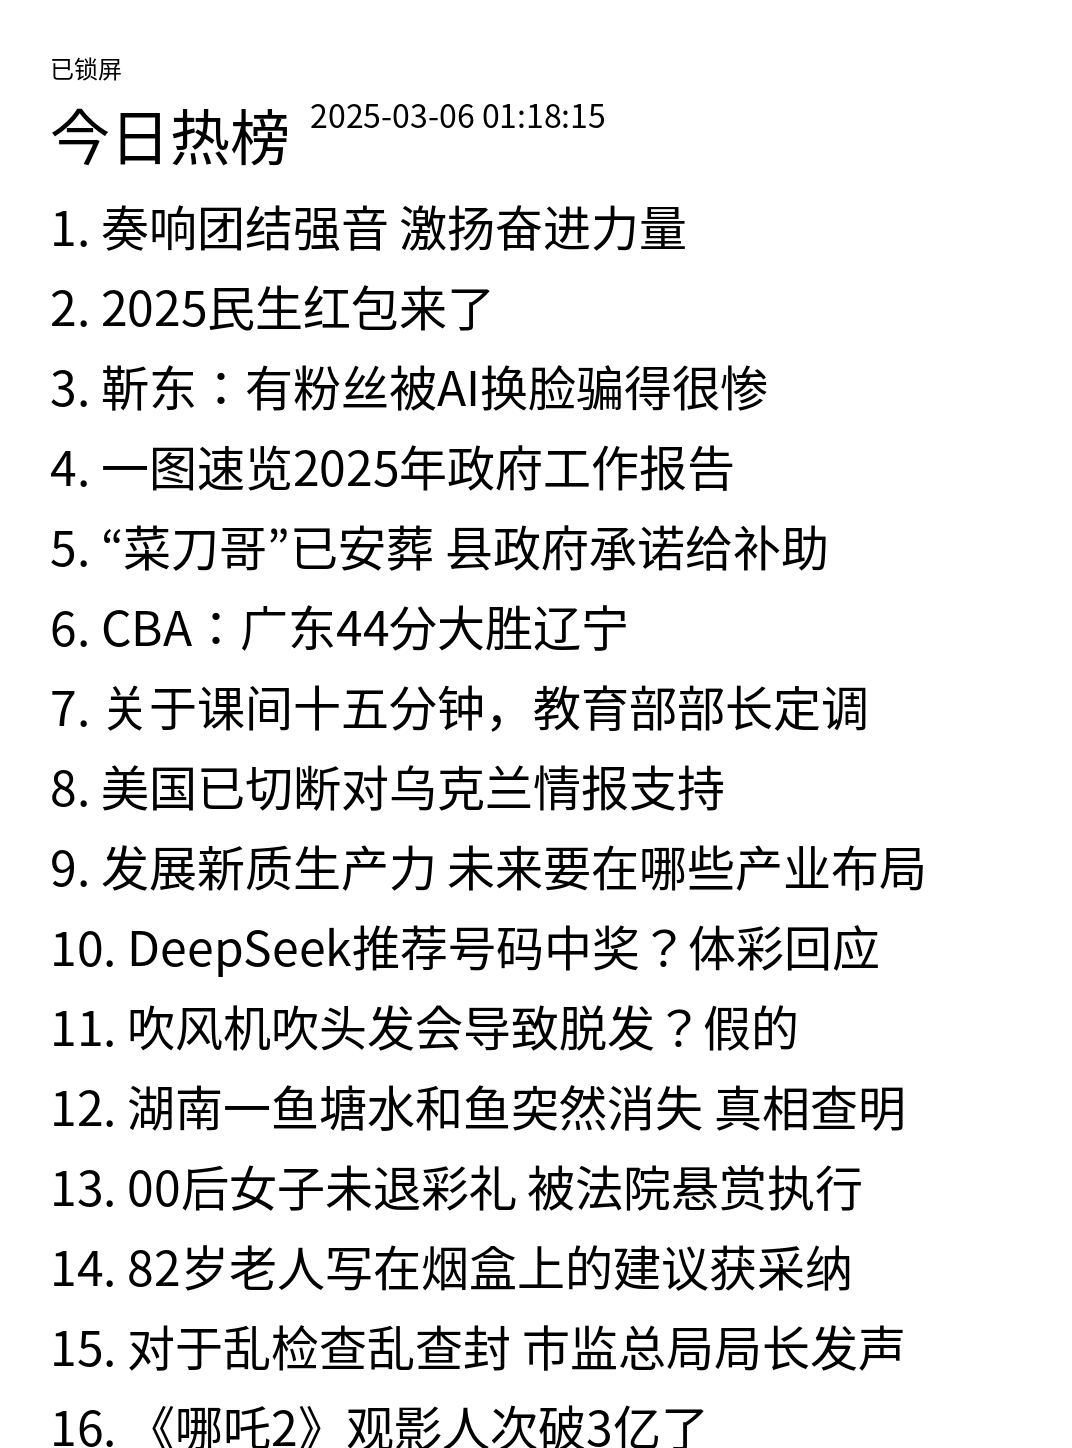 已锁屏
今日热榜 2025-03-06 01:18:15
1. 奏响团结强音 激扬奋进力量
2. 2025民生红包来了
3. 靳东：有粉丝被AI换脸骗得很惨
4. 一图速览2025年政府工作报告
5. “菜刀哥”已安葬 县政府承诺给补助
6. CBA：广东44分大胜辽宁
7. 关于课间十五分钟，教育部部长定调
8. 美国已切断对乌克兰情报支持
9. 发展新质生产力 未来要在哪些产业布局
10. DeepSeek推荐号码中奖？体彩回应
11. 吹风机吹头发会导致脱发？假的
12. 湖南一鱼塘水和鱼突然消失 真相查明
13. 00后女子未退彩礼 被法院悬赏执行
14. 82岁老人写在烟盒上的建议获采纳
15. 对于乱检查乱查封 市监总局局长发声
16. 《哪吒2》观影人次破3亿了